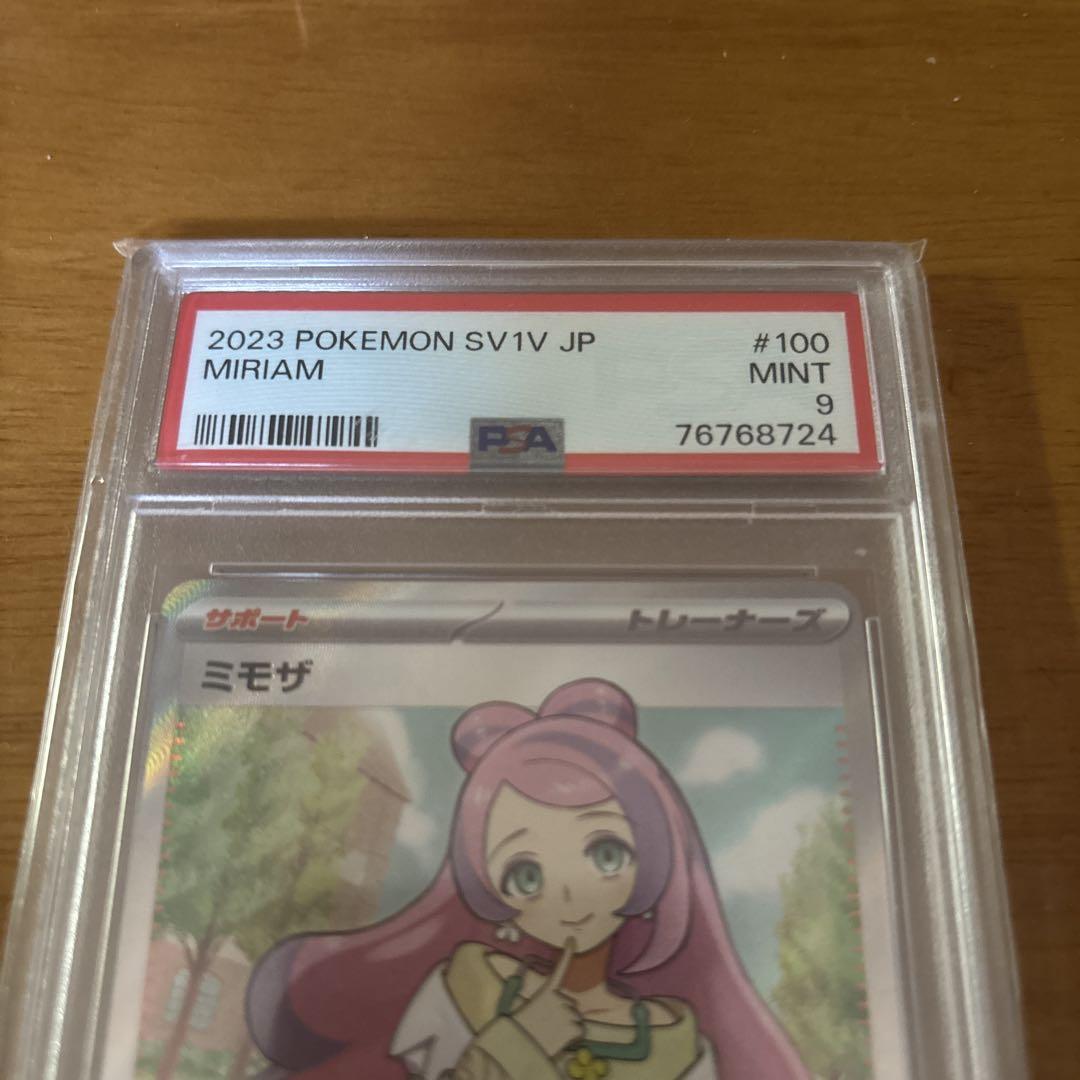 2023 POKEMON SV1V JP #100
MIRIAM MINT
9
PSA 76768724
サポート トレーナーズ
ミモザ